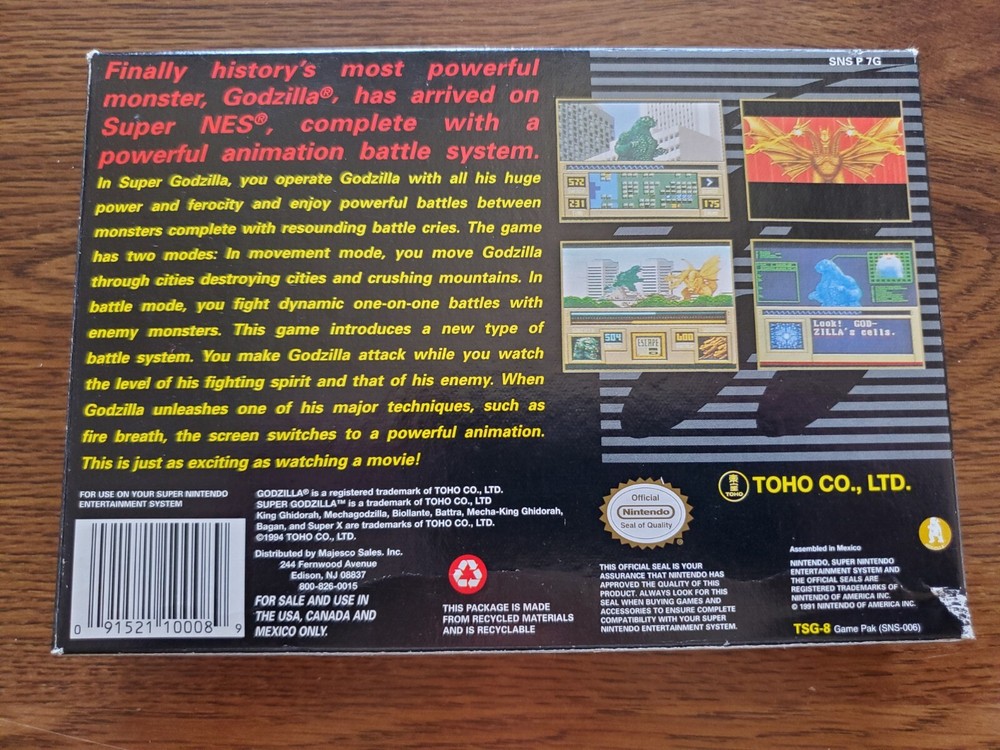 SNS P 7G
Finally history's most powerful
monster, Godzilla®, has arrived on
Super NES®, complete with a
powerful animation battle system.
In Super Godzilla, you operate Godzilla with all his huge
power and ferocity and enjoy powerful battles between
monsters complete with resounding battle cries. The game
has two modes: In movement mode, you move Godzilla
through cities destroying cities and crushing mountains. In
battle mode, you fight dynamic one-on-one battles with
enemy monsters. This game introduces a new type of
battle system. You make Godzilla attack while you watch
the level of his fighting spirit and that of his enemy. When
Godzilla unleashes one of his major techniques, such as
fire breath, the screen switches to a powerful animation.
This is just as exciting as watching a movie!
572
231
175
504
ESCAPE
600
Look! GOD-
ZILLA's cells.
FOR USE ON YOUR SUPER NINTENDO
ENTERTAINMENT SYSTEM
0 91521 10008 9
GODZILLA® is a registered trademark of TOHO CO., LTD.
SUPER GODZILLA™ is a trademark of TOHO CO., LTD
King Ghidorah, Mechagodzilla, Biollante, Battra, Mecha-King Ghidorah,
Bagan, and Super X are trademarks of TOHO CO., LTD.
©1994 TOHO CO., LTD.
Distributed by Majesco Sales. Inc.
244 Fernwood Avenue
Edison, NJ 08837
800-826-0015
FOR SALE AND USE IN
THE USA, CANADA AND
MEXICO ONLY.
THIS PACKAGE IS MADE
FROM RECYCLED MATERIALS
AND IS RECYCLABLE
Official
Nintendo
Seal of Quality
THIS OFFICIAL SEAL IS YOUR
ASSURANCE THAT NINTENDO HAS
APPROVED THE QUALITY OF THIS
PRODUCT. ALWAYS LOOK FOR THIS
SEAL WHEN BUYING GAMES AND
ACCESSORIES TO ENSURE COMPLETE
COMPATIBILITY WITH YOUR SUPER
NINTENDO ENTERTAINMENT SYSTEM.
東宝
TOHO
TOHO CO., LTD.
Assembled in Mexico
NINTENDO, SUPER NINTENDO
ENTERTAINMENT SYSTEM AND
THE OFFICIAL SEALS ARE
REGISTERED TRADEMARKS OF
NINTENDO OF AMERICA INC.
© 1991 NINTENDO OF AMERICA INC.
TSG-8 Game Pak (SNS-006)